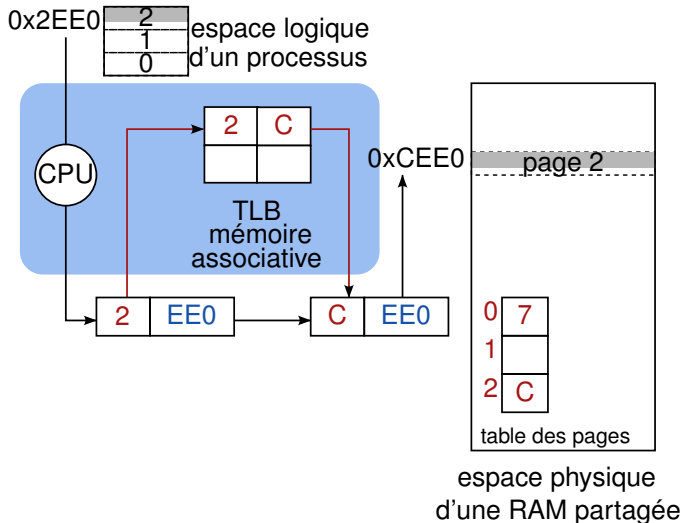 0x2EE0
2
1
0
espace logique
d'un processus
CPU
2 C
TLB
mémoire
associative
0xCEE0
page 2
2 EE0
C EE0
0 7
1
2 C
table des pages
espace physique
d'une RAM partagée